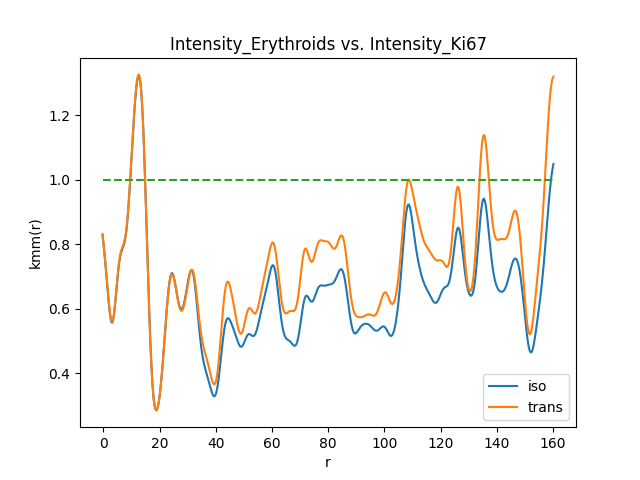 Intensity_Erythroids vs. Intensity_Ki67
kmm(r)
1.2
1.0
0.8
0.6
0.4
0 20 40 60 80 100 120 140 160
r
iso
trans